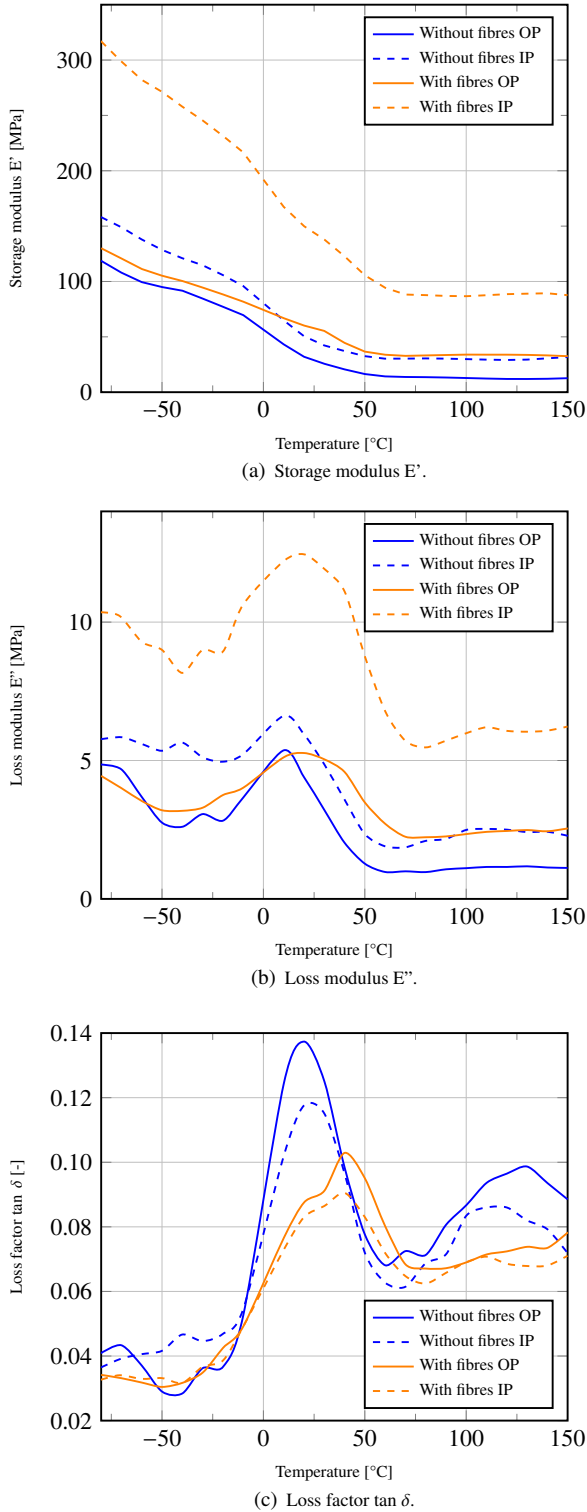 Without fibres OP
Without fibres IP
With fibres OP
With fibres IP
300
200
100
0
Storage modulus E’ [MPa]
−50 0 50 100 150
Temperature [°C]
(a) Storage modulus E’.
Without fibres OP
Without fibres IP
With fibres OP
With fibres IP
10
5
0
Loss modulus E” [MPa]
−50 0 50 100 150
Temperature [°C]
(b) Loss modulus E”.
0.14
0.12
0.10
0.08
0.06
0.04
0.02
Loss factor tan δ [-]
Without fibres OP
Without fibres IP
With fibres OP
With fibres IP
−50 0 50 100 150
Temperature [°C]
(c) Loss factor tan δ.